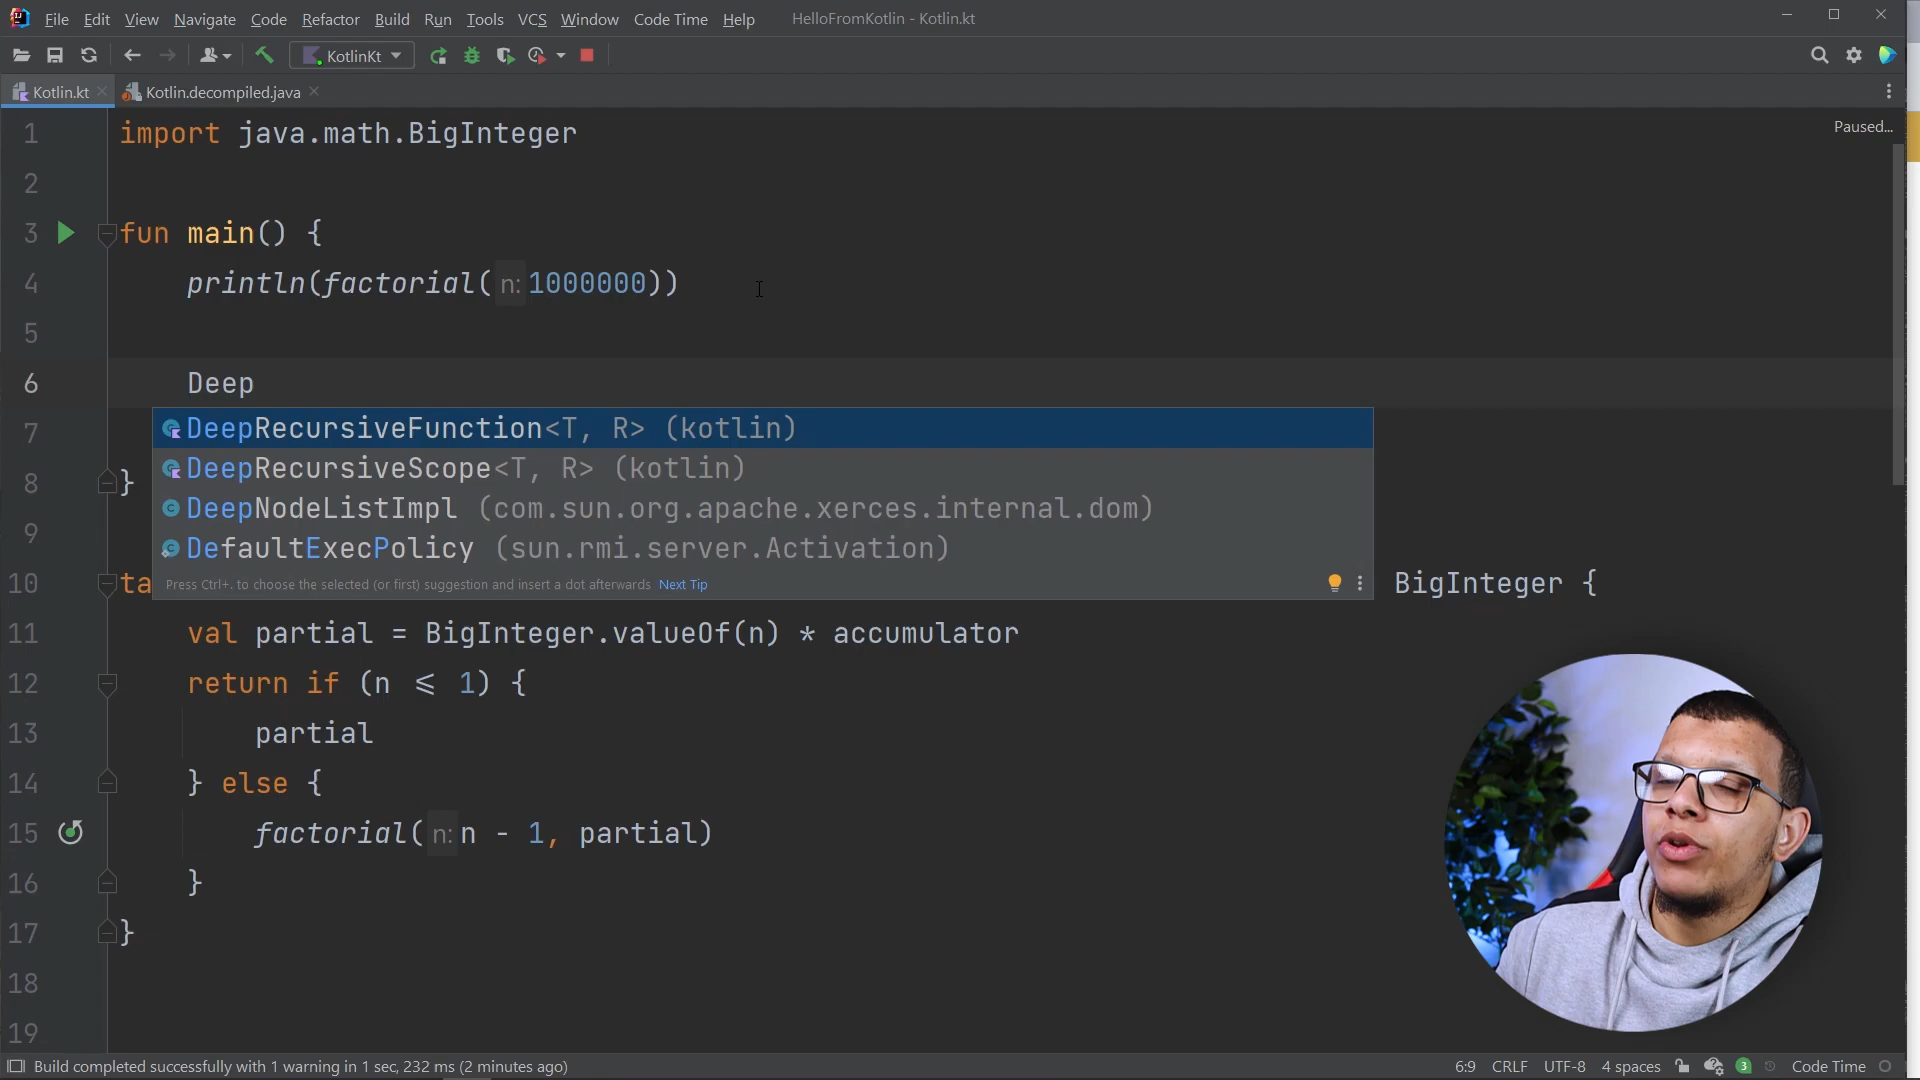 File Edit View Navigate Code Refactor Build Run Tools VCS Window Code Time Help HelloFromKotlin - Kotlin.kt
KotlinKt
Kotlin.kt Kotlin.decompiled.java
Paused...
1 import java.math.BigInteger
2
3 fun main() {
4 println(factorial( n: 1000000))
5
6 Deep
7 DeepRecursiveFunction<T, R> (kotlin)
DeepRecursiveScope<T, R> (kotlin)
8 }
DeepNodeListImpl (com.sun.org.apache.xerces.internal.dom)
9 DefaultExecPolicy (sun.rmi.server.Activation)
Press Ctrl+. to choose the selected (or first) suggestion and insert a dot afterwards Next Tip
10 ta BigInteger {
11 val partial = BigInteger.valueOf(n) * accumulator
12 return if (n ⩽ 1) {
13 partial
14 } else {
15 factorial( n: n - 1, partial)
16 }
17 }
18
19
Build completed successfully with 1 warning in 1 sec, 232 ms (2 minutes ago) 6:9 CRLF UTF-8 4 spaces 3 Code Time